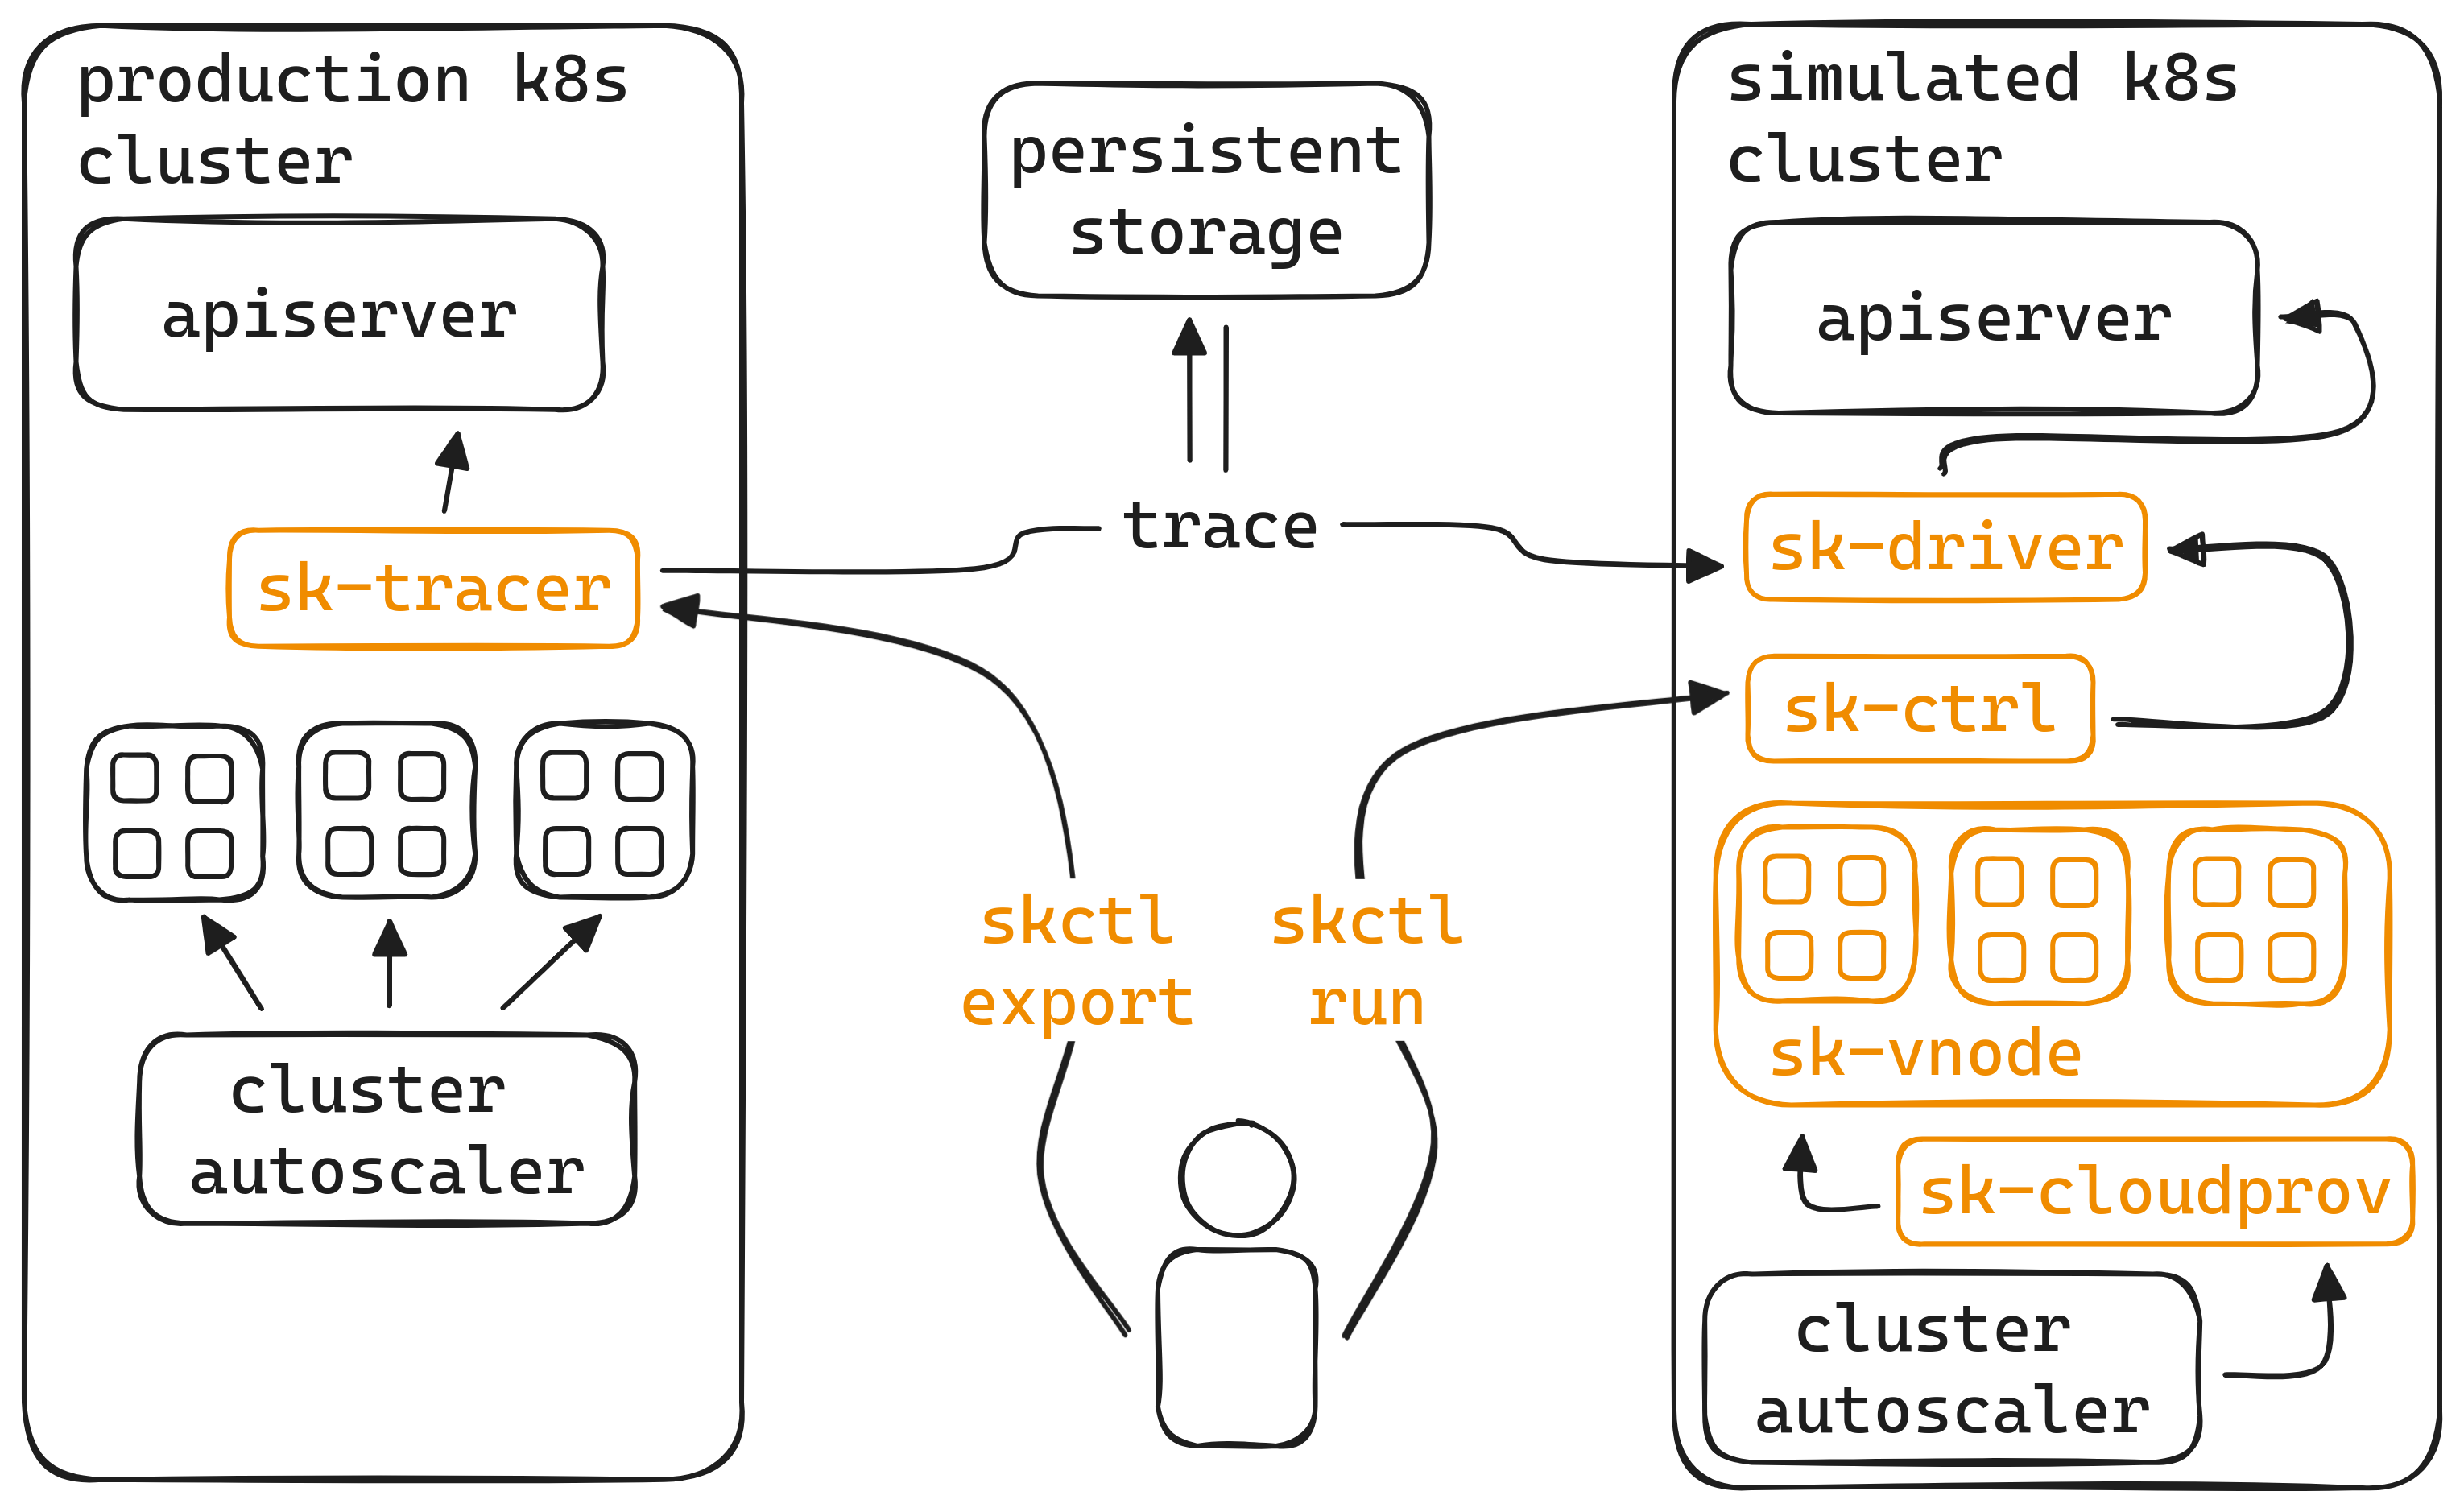 production k8s
cluster
apiserver
sk-tracer
cluster
autoscaler
persistent
storage
trace
skctl
export
skctl
run
simulated k8s
cluster
apiserver
sk-driver
sk-ctrl
sk-vnode
sk-cloudprov
cluster
autoscaler